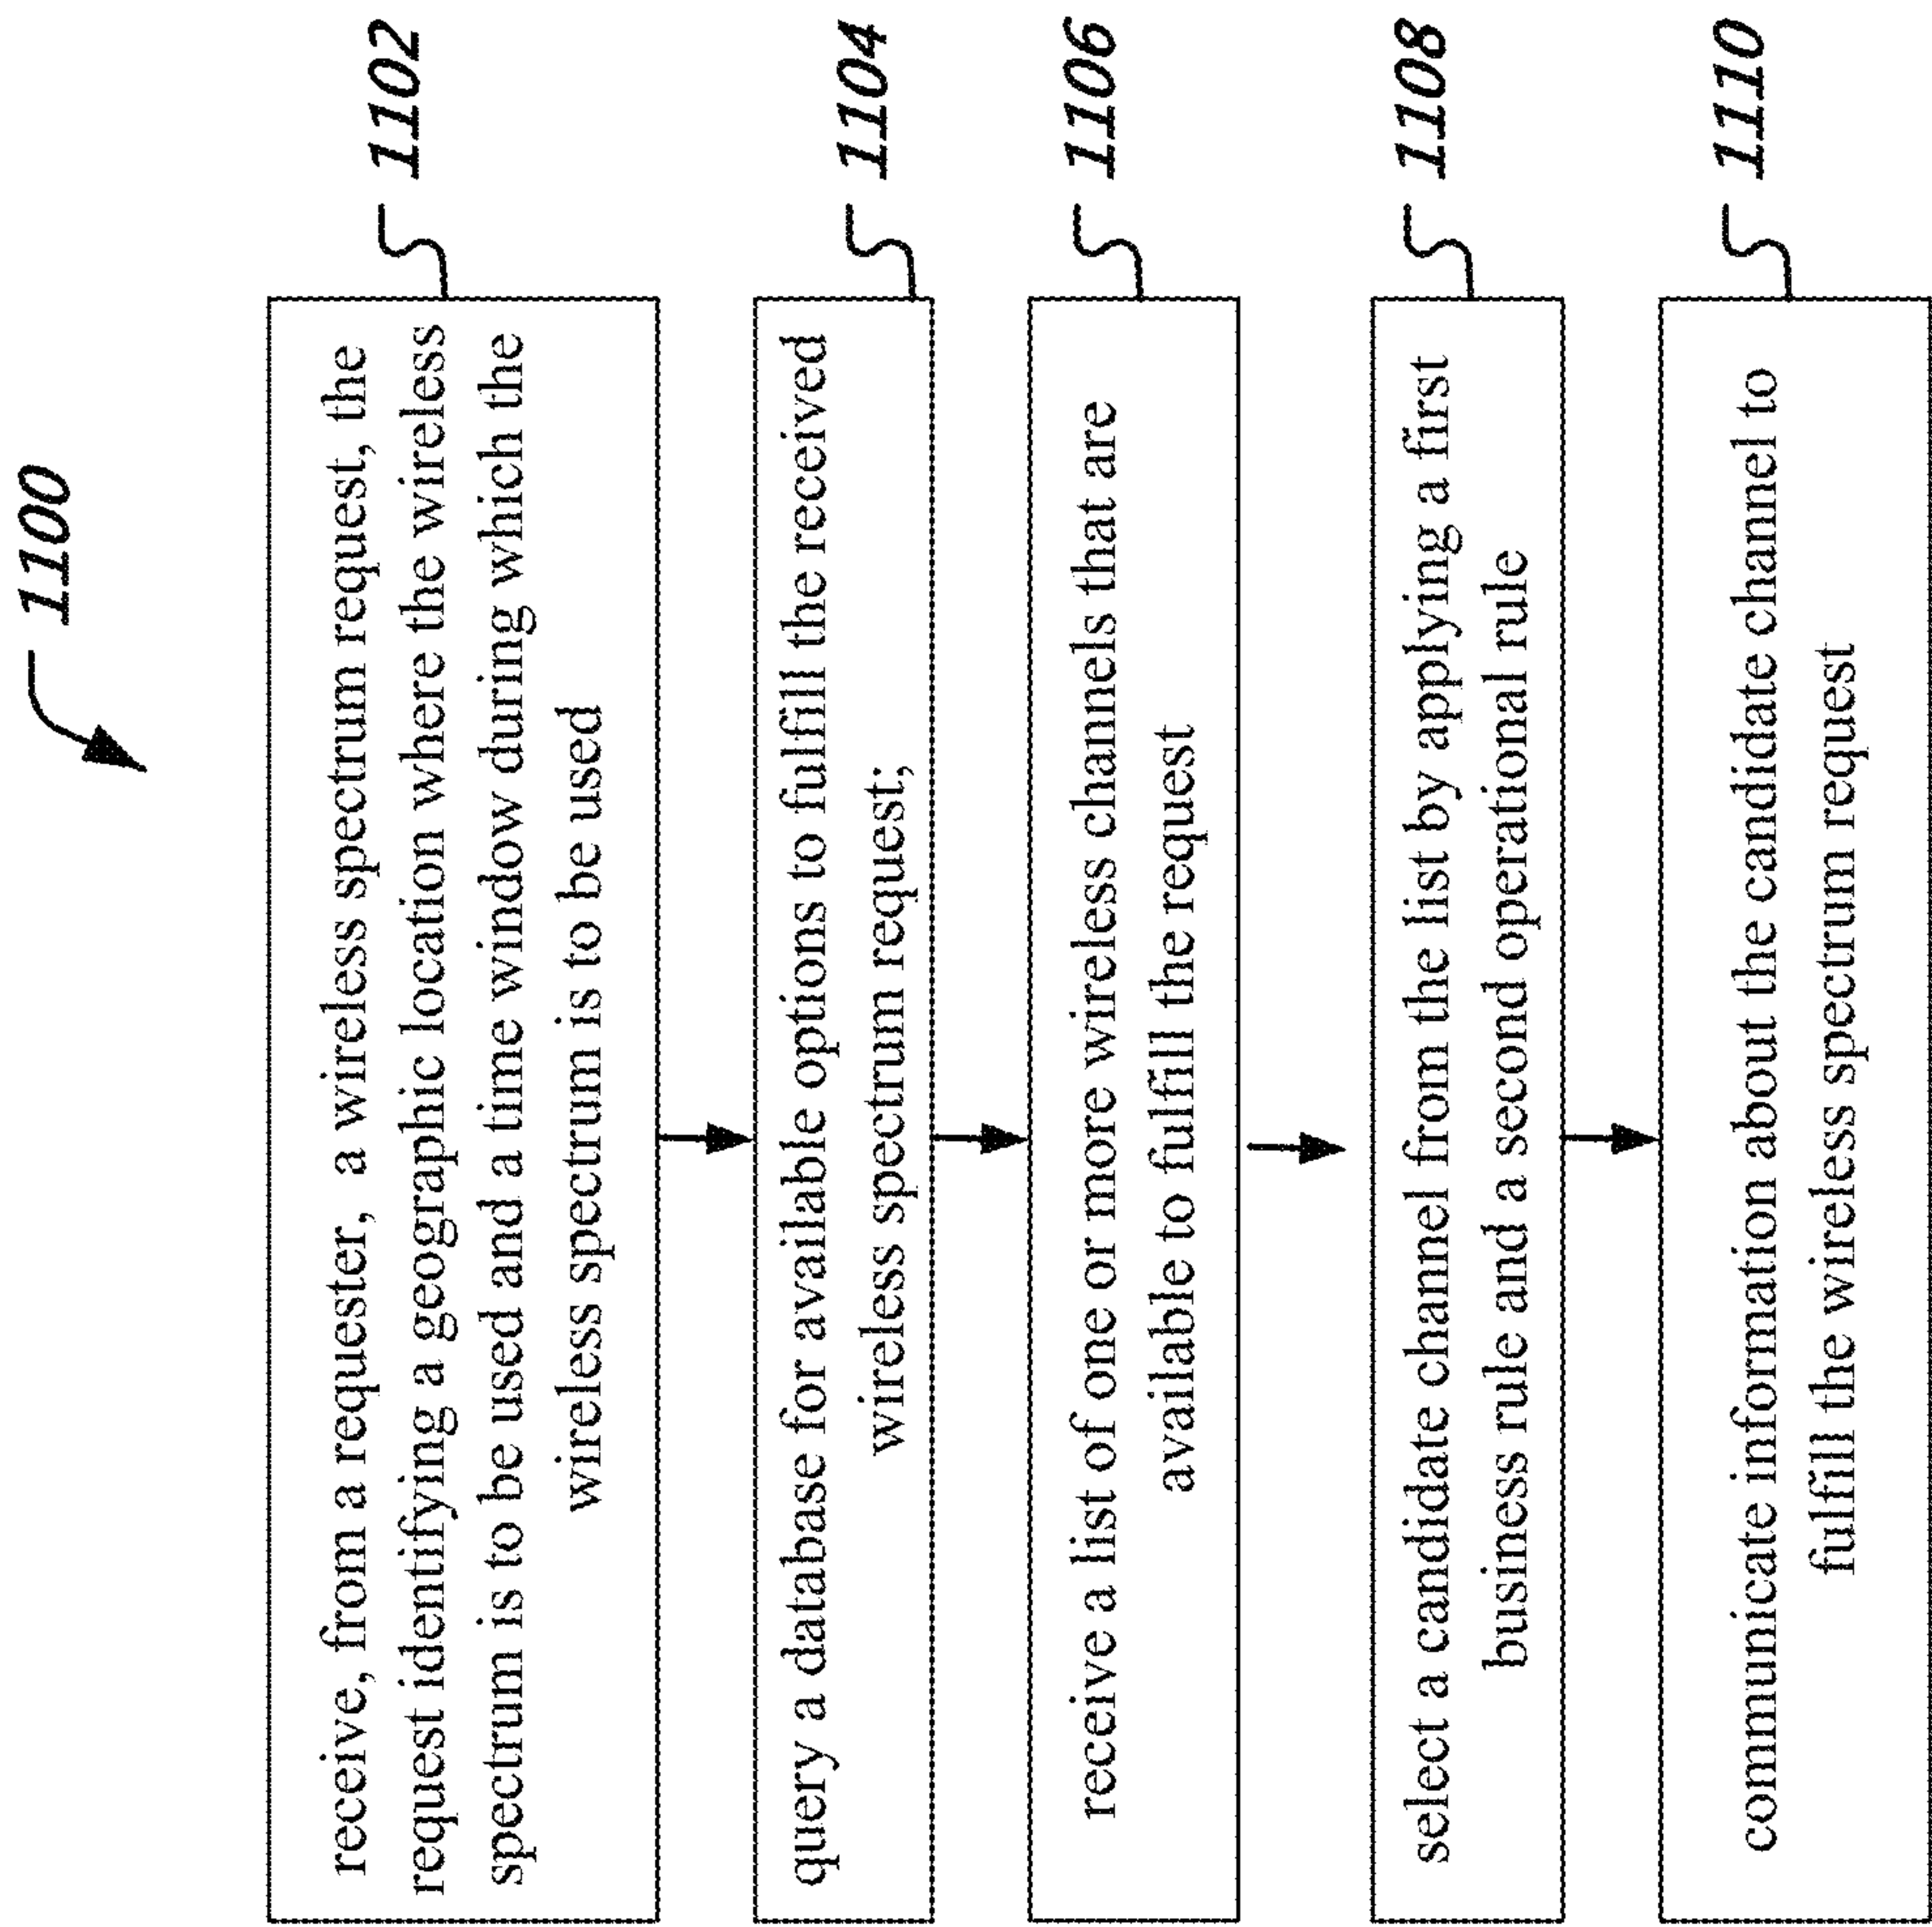 1100
receive, from a requester, a wireless spectrum request, the
request identifying a geographic location where the wireless
spectrum is to be used and a time window during which the
wireless spectrum is to be used
1102
query a database for available options to fulfill the received
wireless spectrum request;
1104
receive a list of one or more wireless channels that are
available to fulfill the request
1106
select a candidate channel from the list by applying a first
business rule and a second operational rule
1108
communicate information about the candidate channel to
fulfill the wireless spectrum request
1110